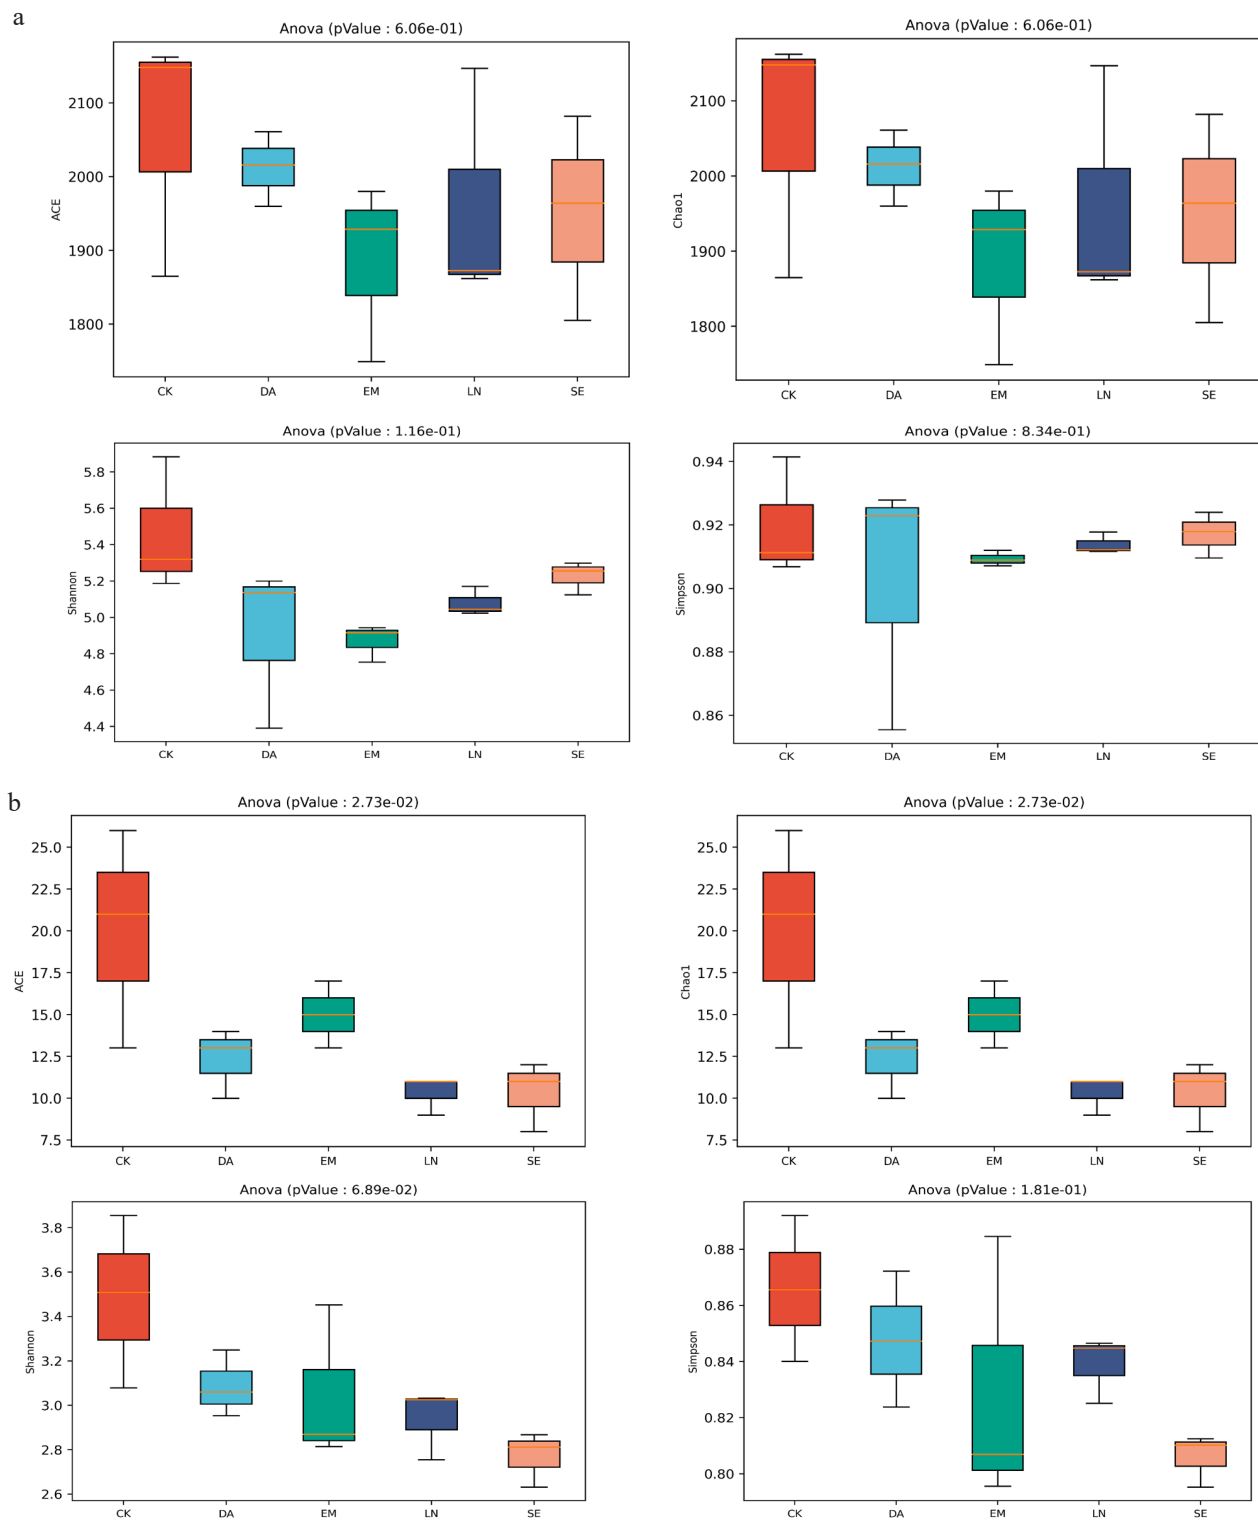 a
Anova (pValue : 6.06e-01)
2100
2000
1900
1800
ACE
CK DA EM LN SE
Anova (pValue : 6.06e-01)
2100
2000
1900
1800
Chao1
CK DA EM LN SE
Anova (pValue : 1.16e-01)
5.8
5.6
5.4
5.2
5.0
4.8
4.6
4.4
Shannon
CK DA EM LN SE
Anova (pValue : 8.34e-01)
0.94
0.92
0.90
0.88
0.86
Simpson
CK DA EM LN SE
b
Anova (pValue : 2.73e-02)
25.0
22.5
20.0
17.5
15.0
12.5
10.0
7.5
ACE
CK DA EM LN SE
Anova (pValue : 2.73e-02)
25.0
22.5
20.0
17.5
15.0
12.5
10.0
7.5
Chao1
CK DA EM LN SE
Anova (pValue : 6.89e-02)
3.8
3.6
3.4
3.2
3.0
2.8
2.6
Shannon
CK DA EM LN SE
Anova (pValue : 1.81e-01)
0.88
0.86
0.84
0.82
0.80
Simpson
CK DA EM LN SE